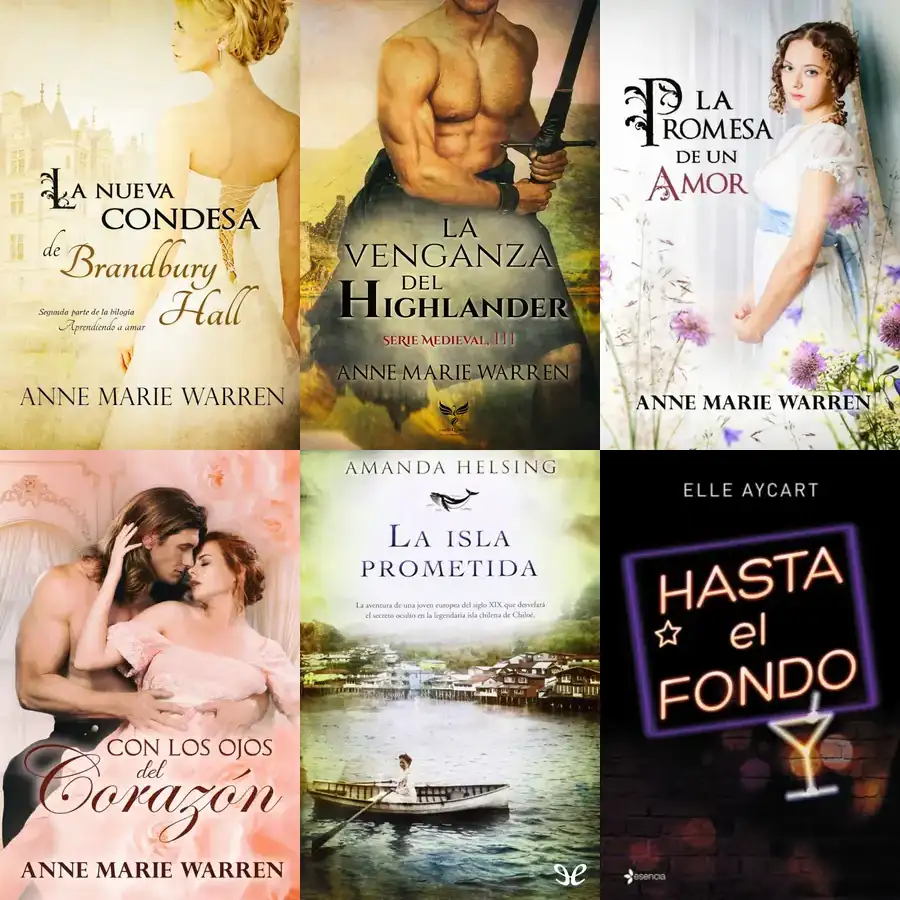 LA NUEVA
CONDESA
de
Brandbury
Hall
Segunda parte de la bilogía
Aprendiendo a amar
ANNE MARIE WARREN
LA
VENGANZA
DEL
HIGHLANDER
SERIE MEDIEVAL, III
ANNE MARIE WARREN
LA
PROMESA
DE UN
AMOR
ANNE MARIE WARREN
CON LOS OJOS
del
Corazón
ANNE MARIE WARREN
AMANDA HELSING
LA ISLA
PROMETIDA
La aventura de una joven europea del siglo XIX que desvelará
el secreto oculto en la legendaria isla chilena de Chiloé.
ELLE AYCART
HASTA
el
FONDO
esencia